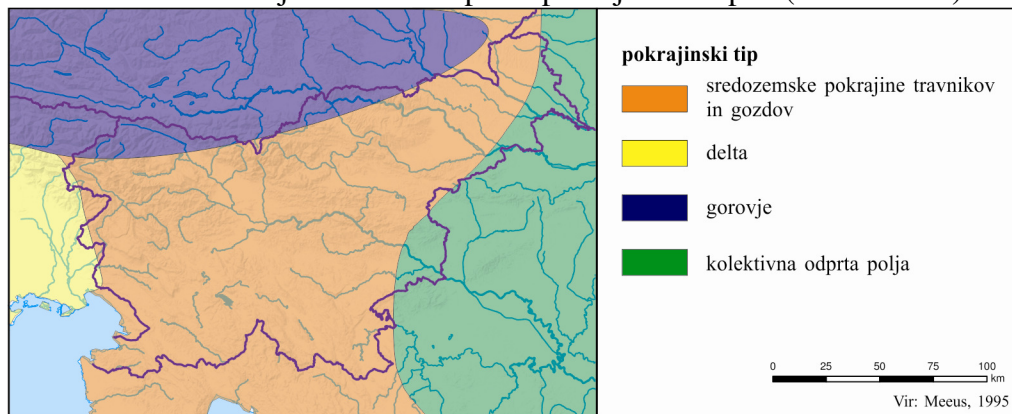 pokrajinski tip
sredozemske pokrajine travnikov
in gozdov
delta
gorovje
kolektivna odprta polja
0 25 50 75 100
km
Vir: Meeus, 1995